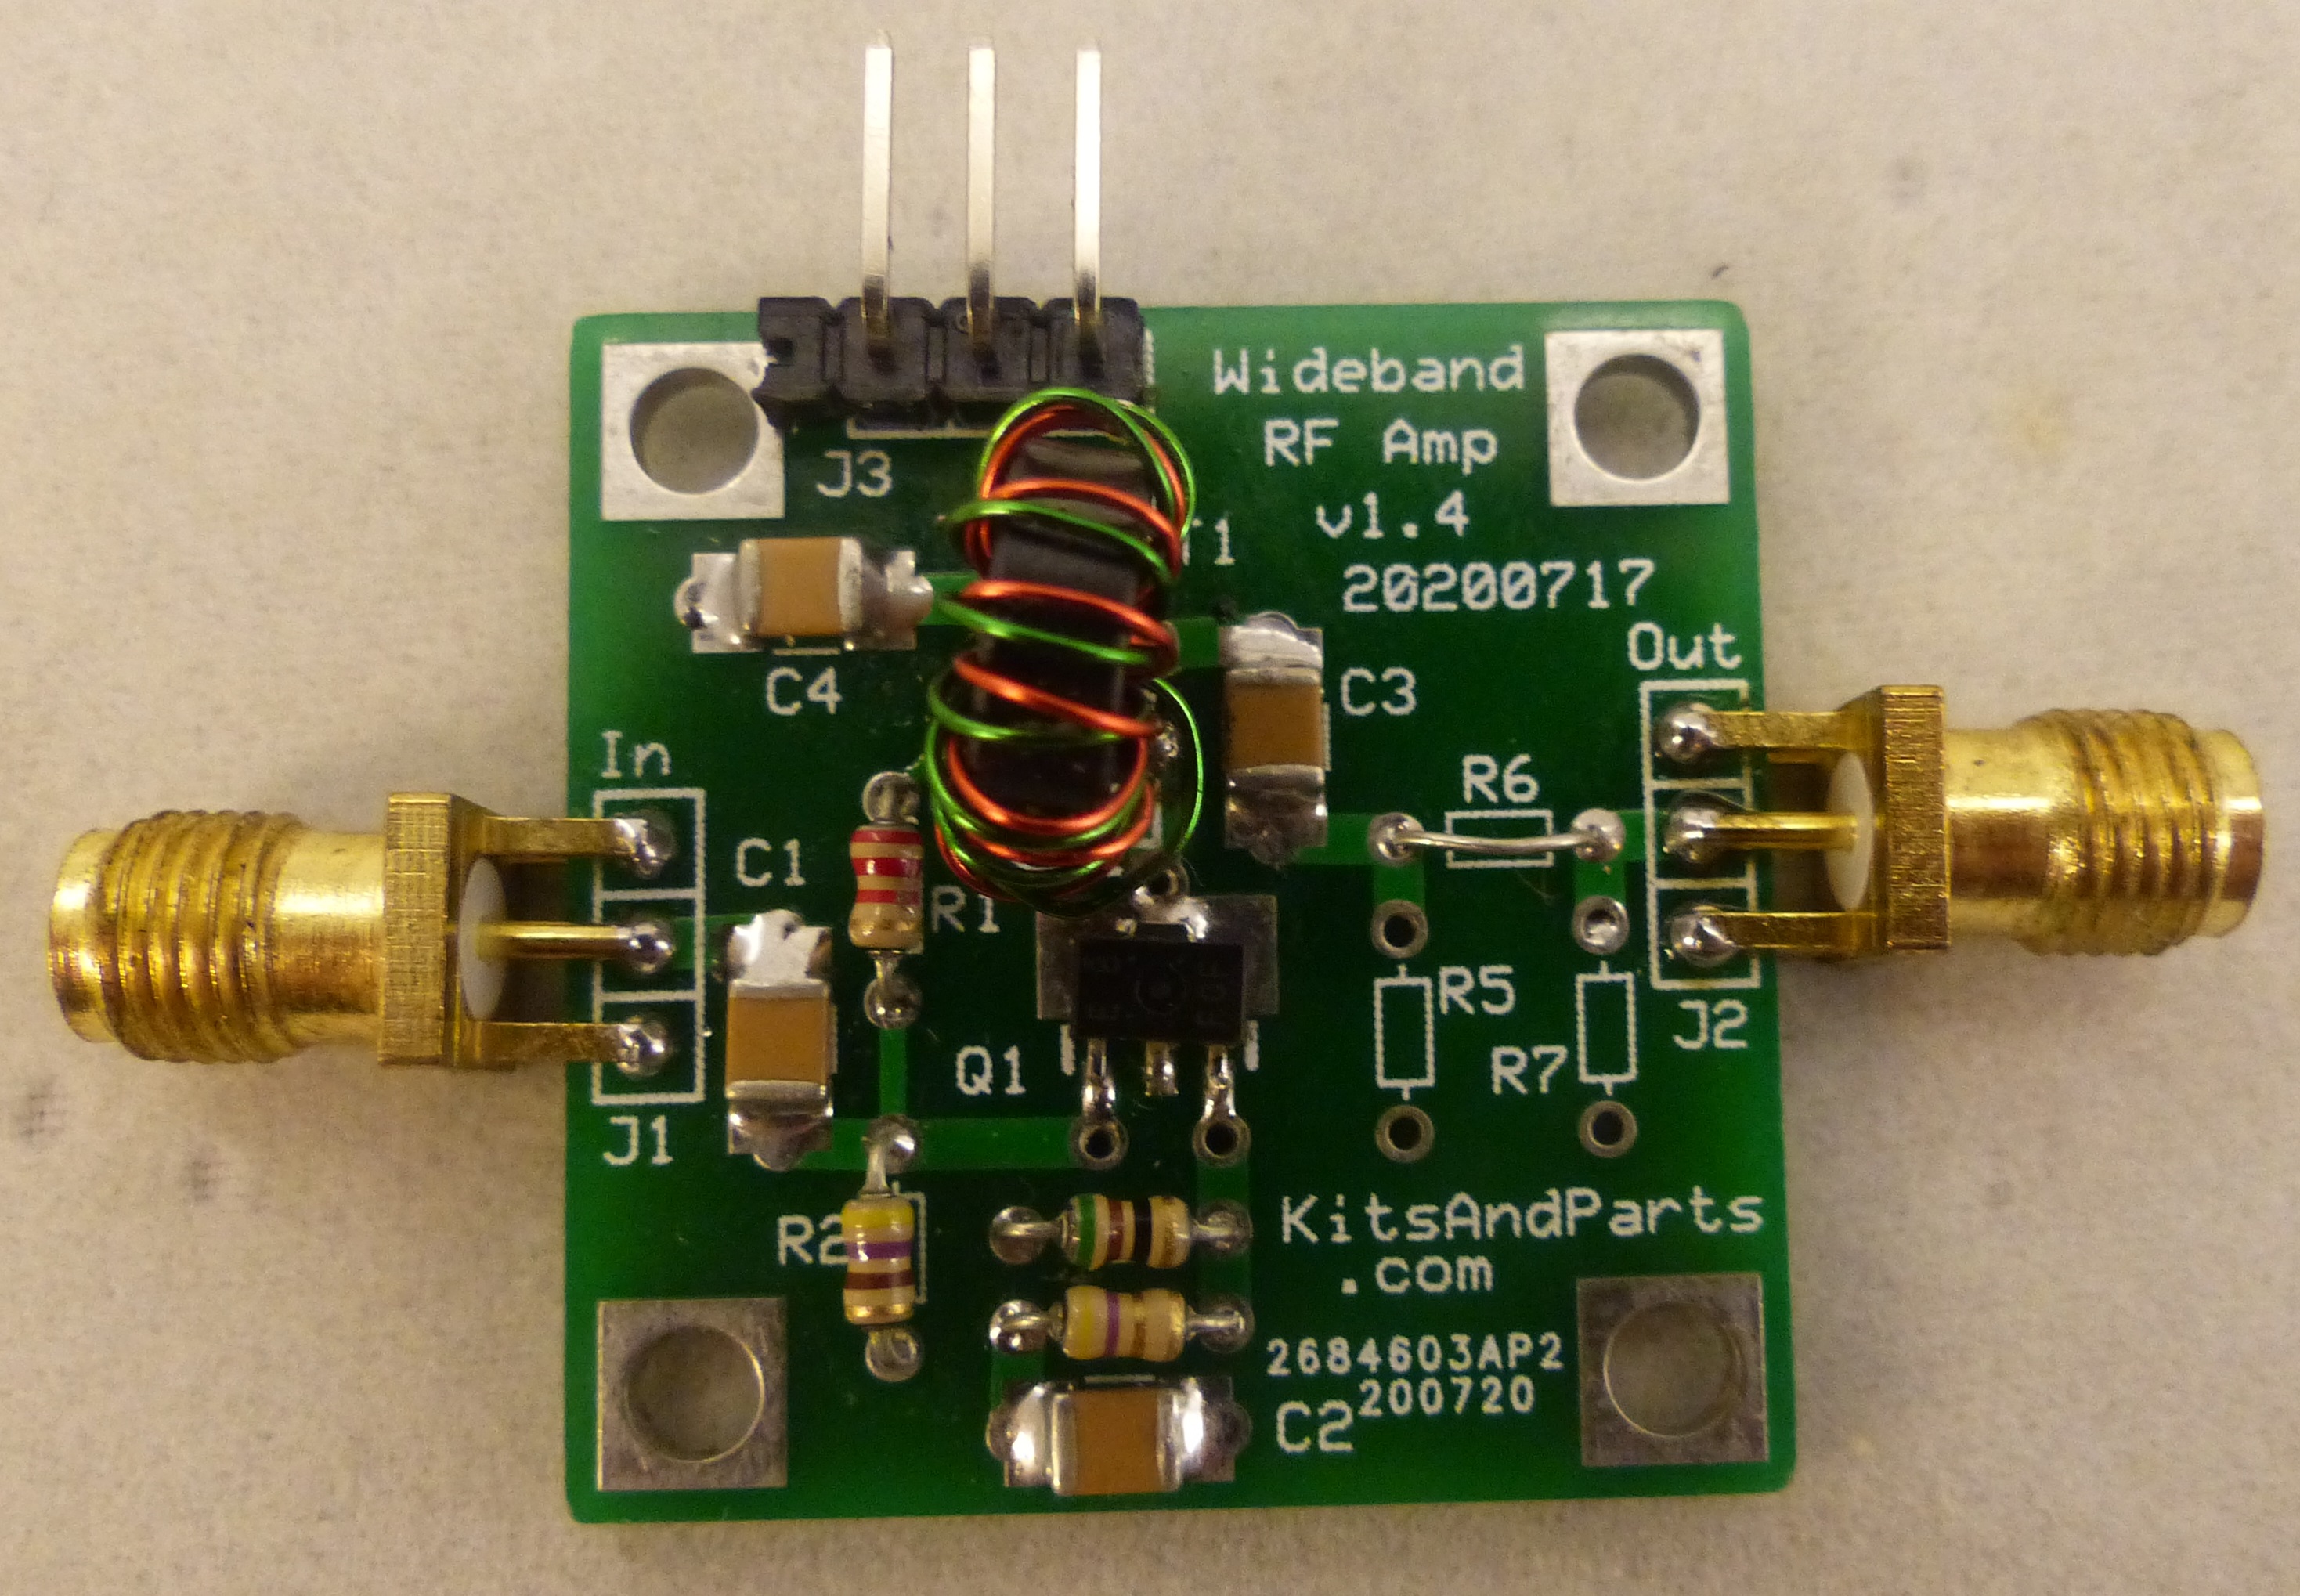 Wideband
RF Amp
v1.4
20200717
J3
T1
C4
C3
Out
In
R6
C1
R1
R5
J2
R7
Q1
J1
R2
KitsAndParts
.com
2684603AP2
200720
C2